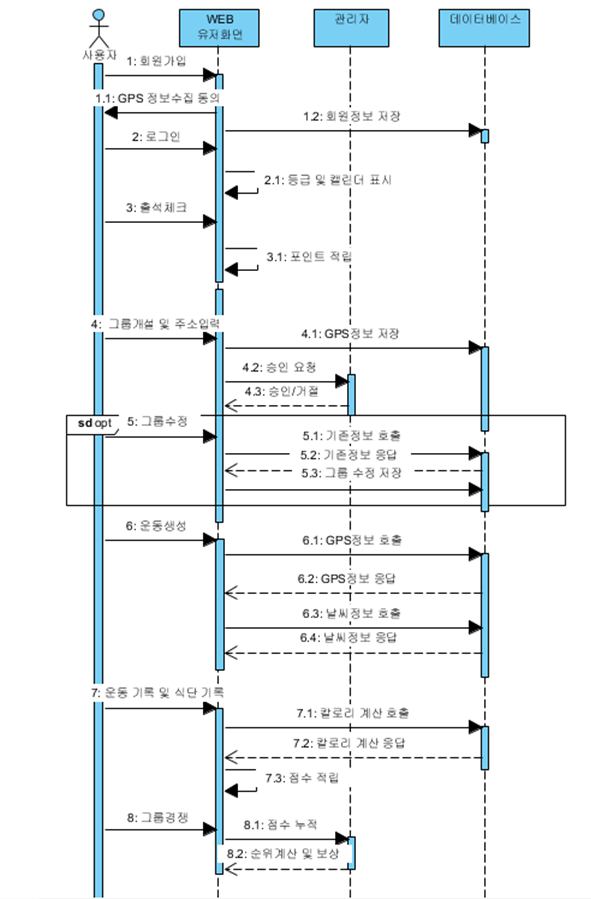 WEB
유저화면
관리자
데이터베이스
사용자
1: 회원가입
1.1: GPS 정보수집 동의
1.2: 회원정보 저장
2: 로그인
2.1: 등급 및 캘린더 표시
3: 출석체크
3.1: 포인트 적립
4: 그룹개설 및 주소입력
4.1: GPS정보 저장
4.2: 승인 요청
4.3: 승인/거절
sd opt
5: 그룹수정
5.1: 기존정보 호출
5.2: 기존정보 응답
5.3: 그룹 수정 저장
6: 운동생성
6.1: GPS정보 호출
6.2: GPS정보 응답
6.3: 날씨정보 호출
6.4: 날씨정보 응답
7: 운동 기록 및 식단 기록
7.1: 칼로리 계산 호출
7.2: 칼로리 계산 응답
7.3: 점수 적립
8: 그룹경쟁
8.1: 점수 누적
8.2: 순위계산 및 보상